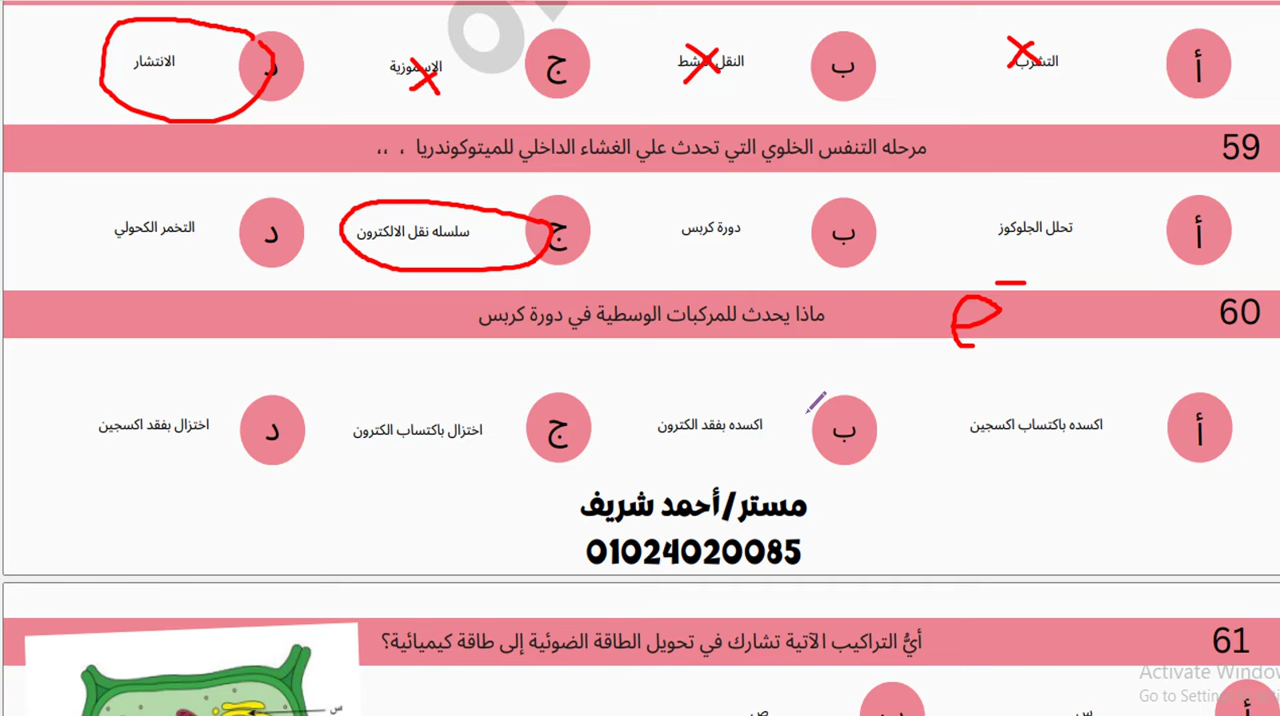 أ التشرب ب النقل النشط ج الاسموزية د الانتشار
59 مرحله التنفس الخلوي التي تحدث علي الغشاء الداخلي للميتوكوندريا ، ،،
أ تحلل الجلوكوز ب دورة كربس ج سلسله نقل الالكترون د التخمر الكحولي
60 ماذا يحدث للمركبات الوسطية في دورة كربس
أ اكسده باكتساب اكسجين ب اكسده بفقد الكترون ج اختزال باكتساب الكترون د اختزال بفقد اكسجين
مستر/أحمد شريف
01024020085
61 أيُّ التراكيب الآتية تشارك في تحويل الطاقة الضوئية إلى طاقة كيميائية؟
س
Activate Window
Go to Setting
أ س ص